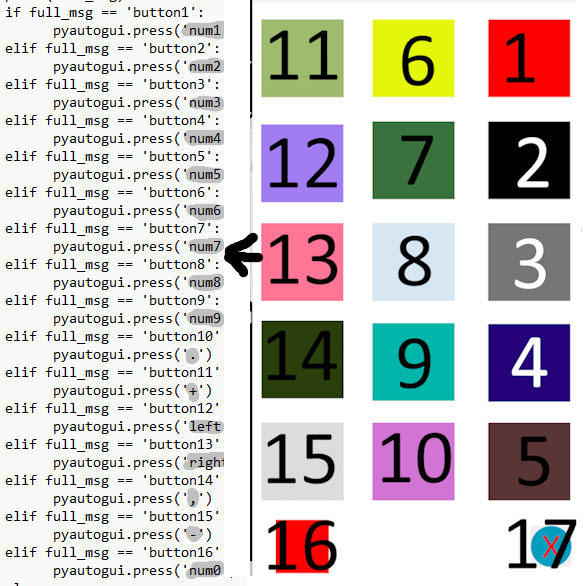 if full_msg == 'button1':
pyautogui.press('num1
elif full_msg == 'button2':
pyautogui.press('num2
elif full_msg == 'button3':
pyautogui.press('num3
elif full_msg == 'button4':
pyautogui.press('num4
elif full_msg == 'button5':
pyautogui.press('num5
elif full_msg == 'button6':
pyautogui.press('num6
elif full_msg == 'button7':
pyautogui.press('num7
elif full_msg == 'button8':
pyautogui.press('num8
elif full_msg == 'button9':
pyautogui.press('num9
elif full_msg == 'button10'
pyautogui.press('.')
elif full_msg == 'button11'
pyautogui.press('+')
elif full_msg == 'button12'
pyautogui.press('left
elif full_msg == 'button13'
pyautogui.press('right
elif full_msg == 'button14'
pyautogui.press(',')
elif full_msg == 'button15'
pyautogui.press('-')
elif full_msg == 'button16'
pyautogui.press('num0
11 6 1
12 7 2
13 8 3
14 9 4
15 10 5
16 17
X